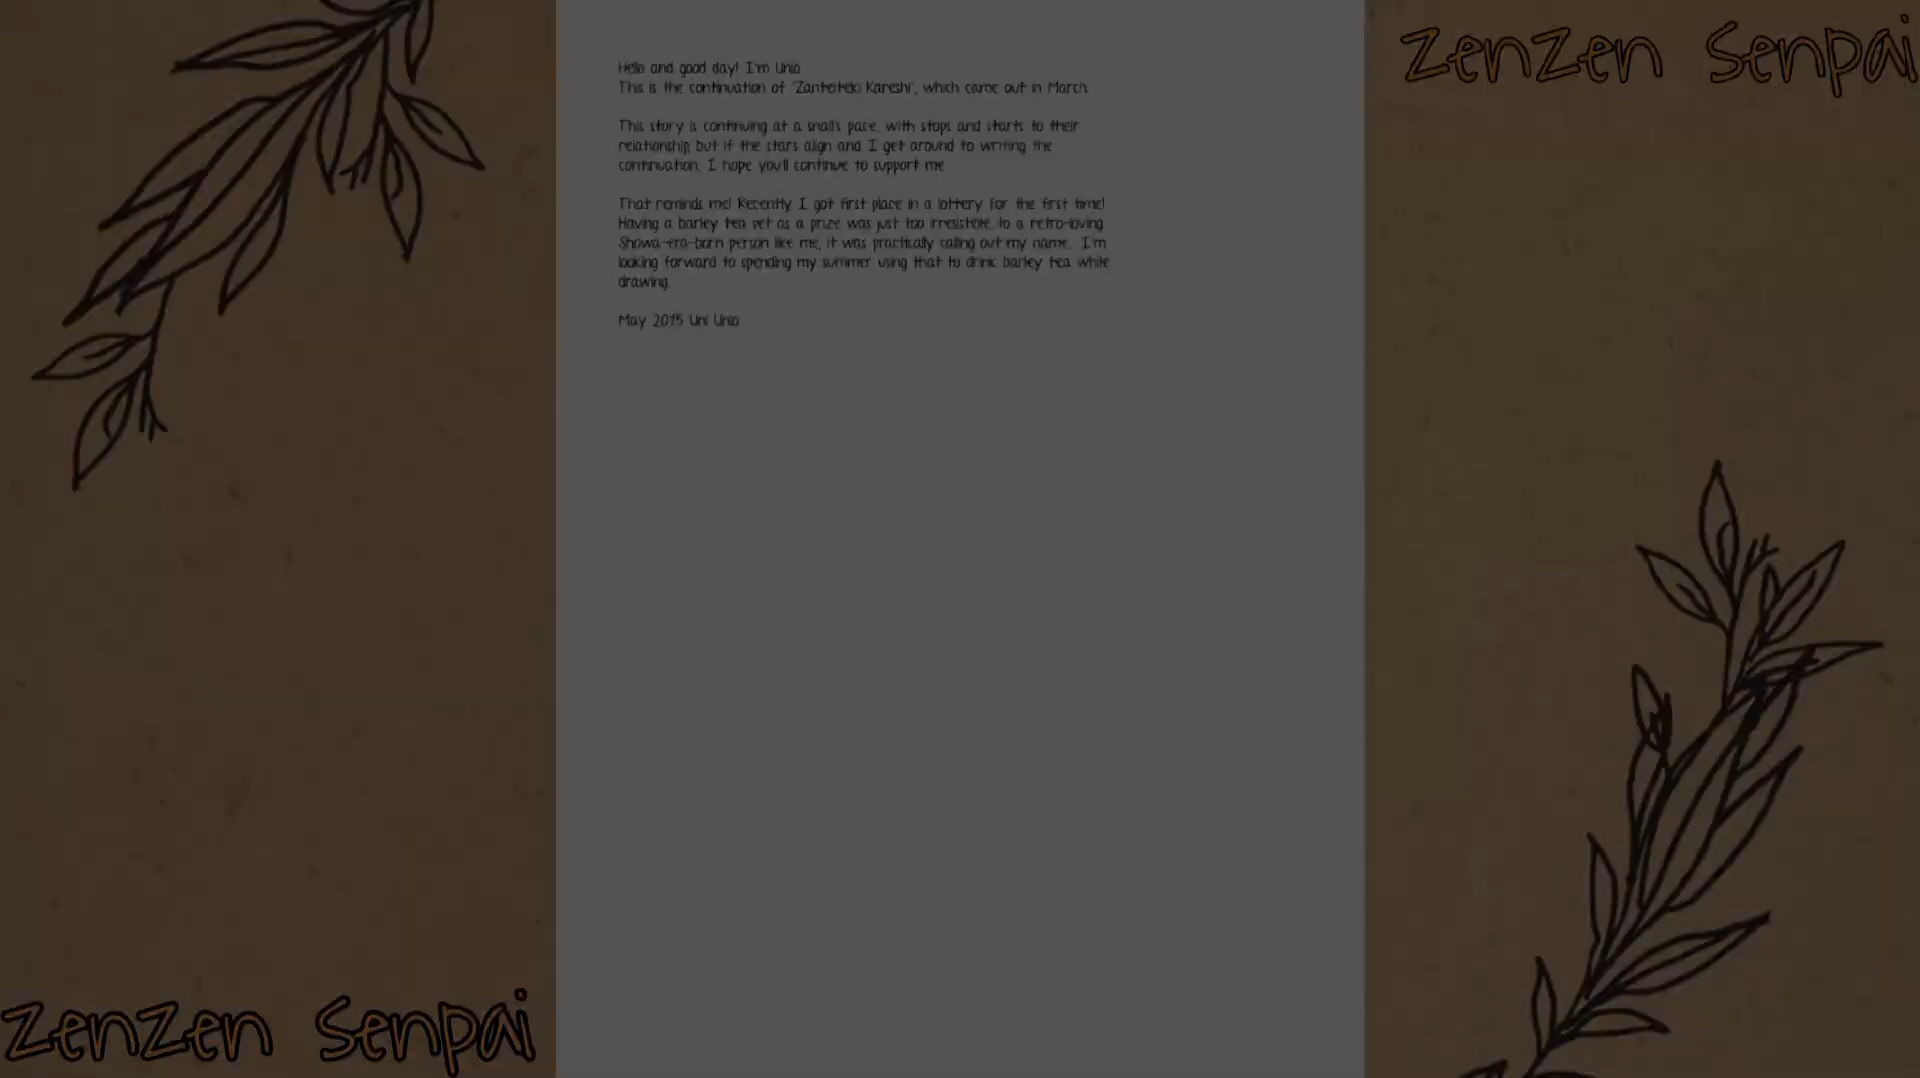 Zenzen Senpai
Hello and good day! I'm Unio
This is the continuation of "Zanteiteki Kareshi", which came out in March.
This story is continuing at a snail's pace, with stops and starts to their
relationship, but if the stars align and I get around to writing the
continuation, I hope you'll continue to support me
That reminds me! Recently, I got first place in a lottery for the first time!
Having a barley tea set as a prize was just too irresistible, to a retro-loving
Showa-era-born person like me, it was practically calling out my name. I'm
looking forward to spending my summer using that to drink barley tea while
drawing.
May 2015 Uni Unio
Zenzen Senpai